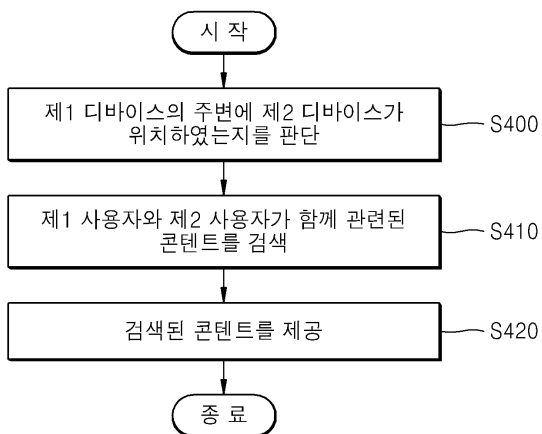 시 작
제1 디바이스의 주변에 제2 디바이스가
위치하였는지를 판단
S400
제1 사용자와 제2 사용자가 함께 관련된
콘텐트를 검색
S410
검색된 콘텐트를 제공
S420
종 료